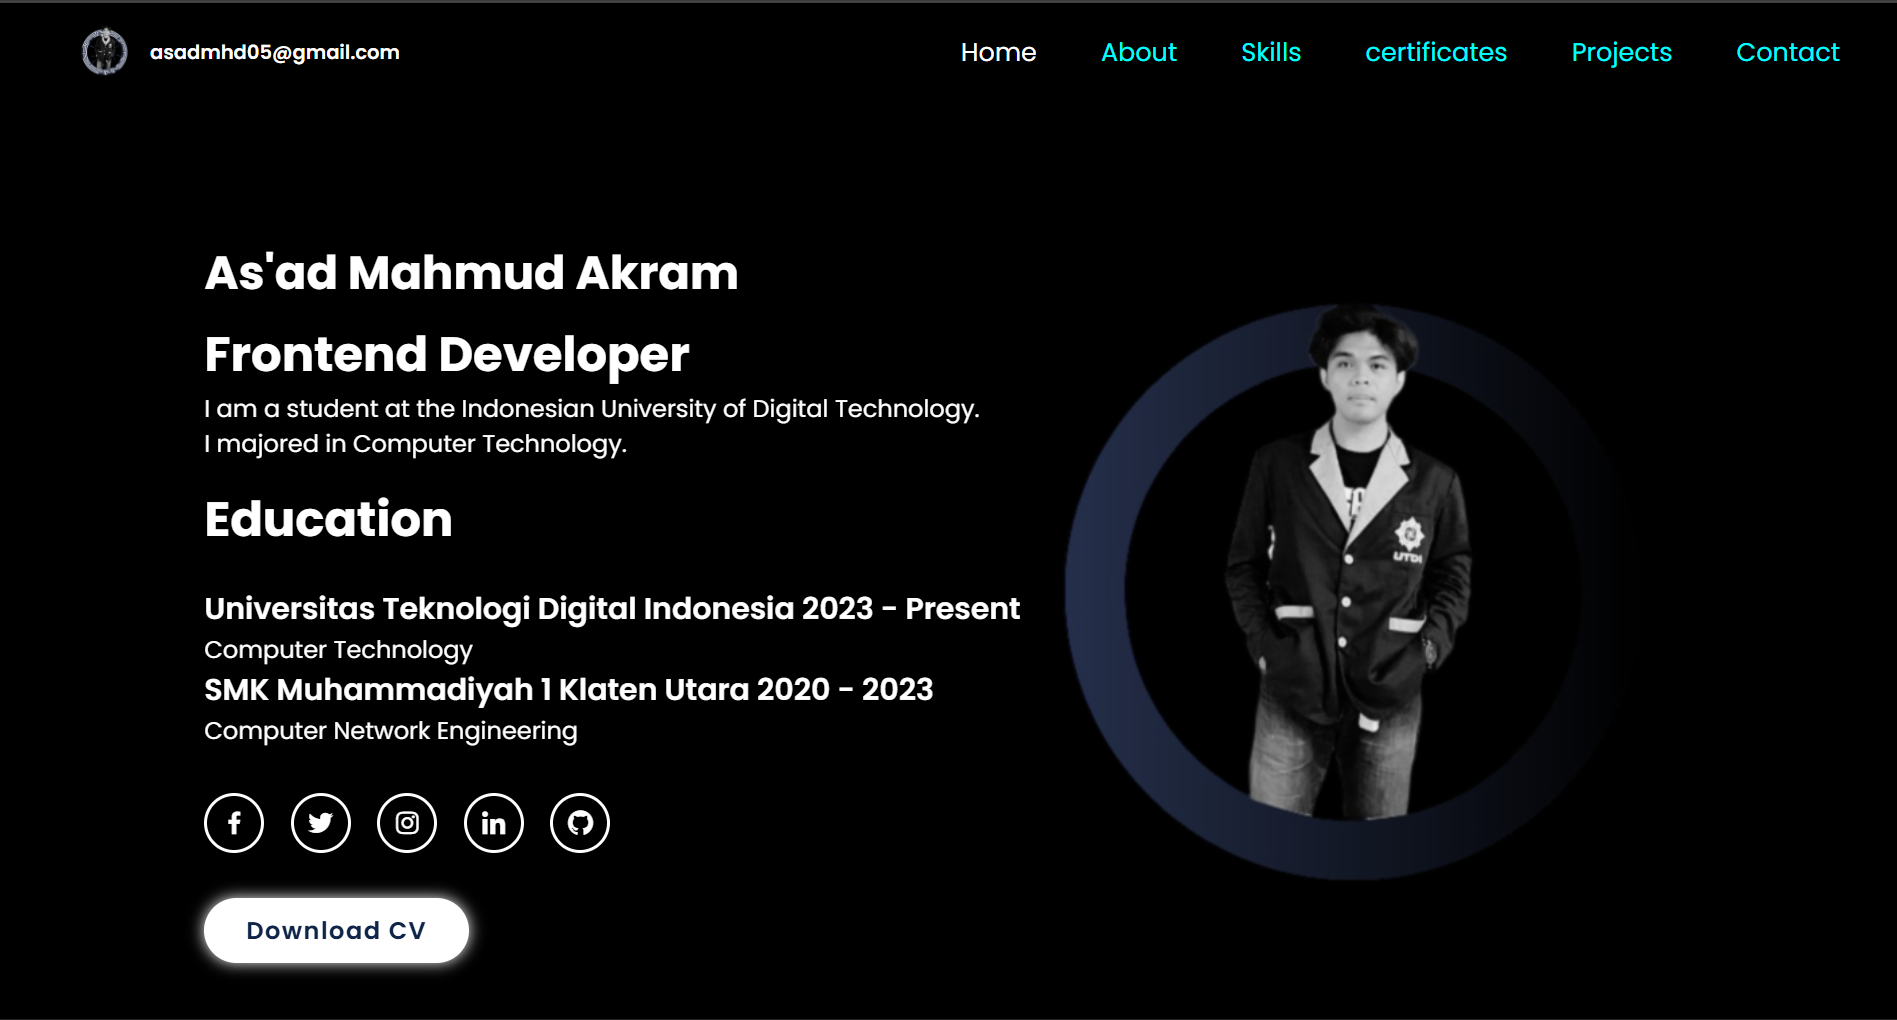 asadmhd05@gmail.com
Home
About
Skills
certificates
Projects
Contact
As'ad Mahmud Akram
Frontend Developer
I am a student at the Indonesian University of Digital Technology.
I majored in Computer Technology.
Education
Universitas Teknologi Digital Indonesia 2023 - Present
Computer Technology
SMK Muhammadiyah 1 Klaten Utara 2020 - 2023
Computer Network Engineering
Download CV
UTDI